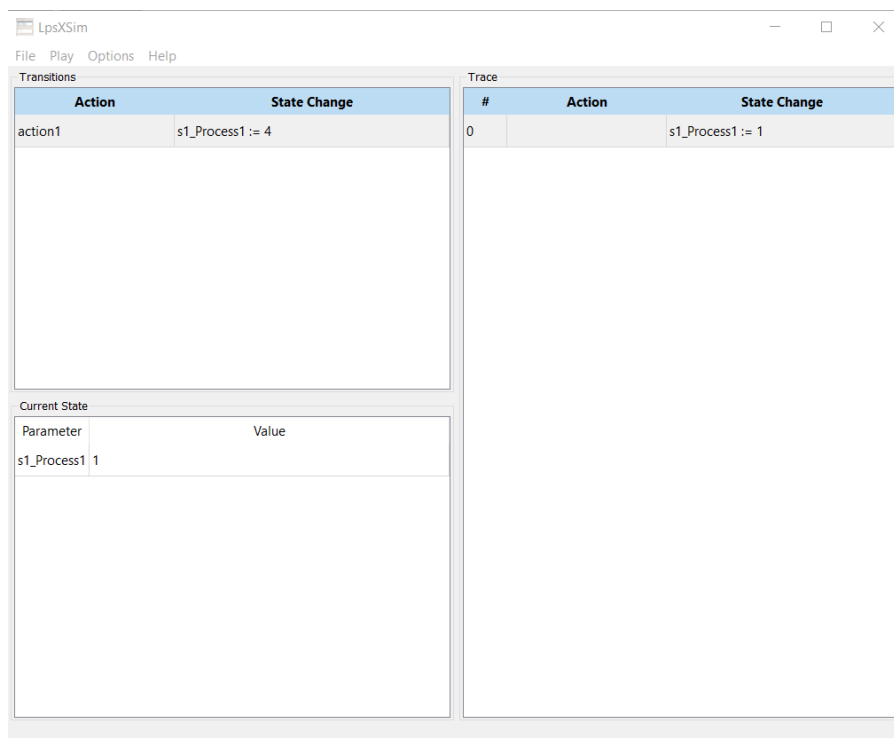 LpsXSim
File Play Options Help
Transitions
Action State Change
action1 s1_Process1 := 4
Current State
Parameter Value
s1_Process1 1
Trace
# Action State Change
0 s1_Process1 := 1